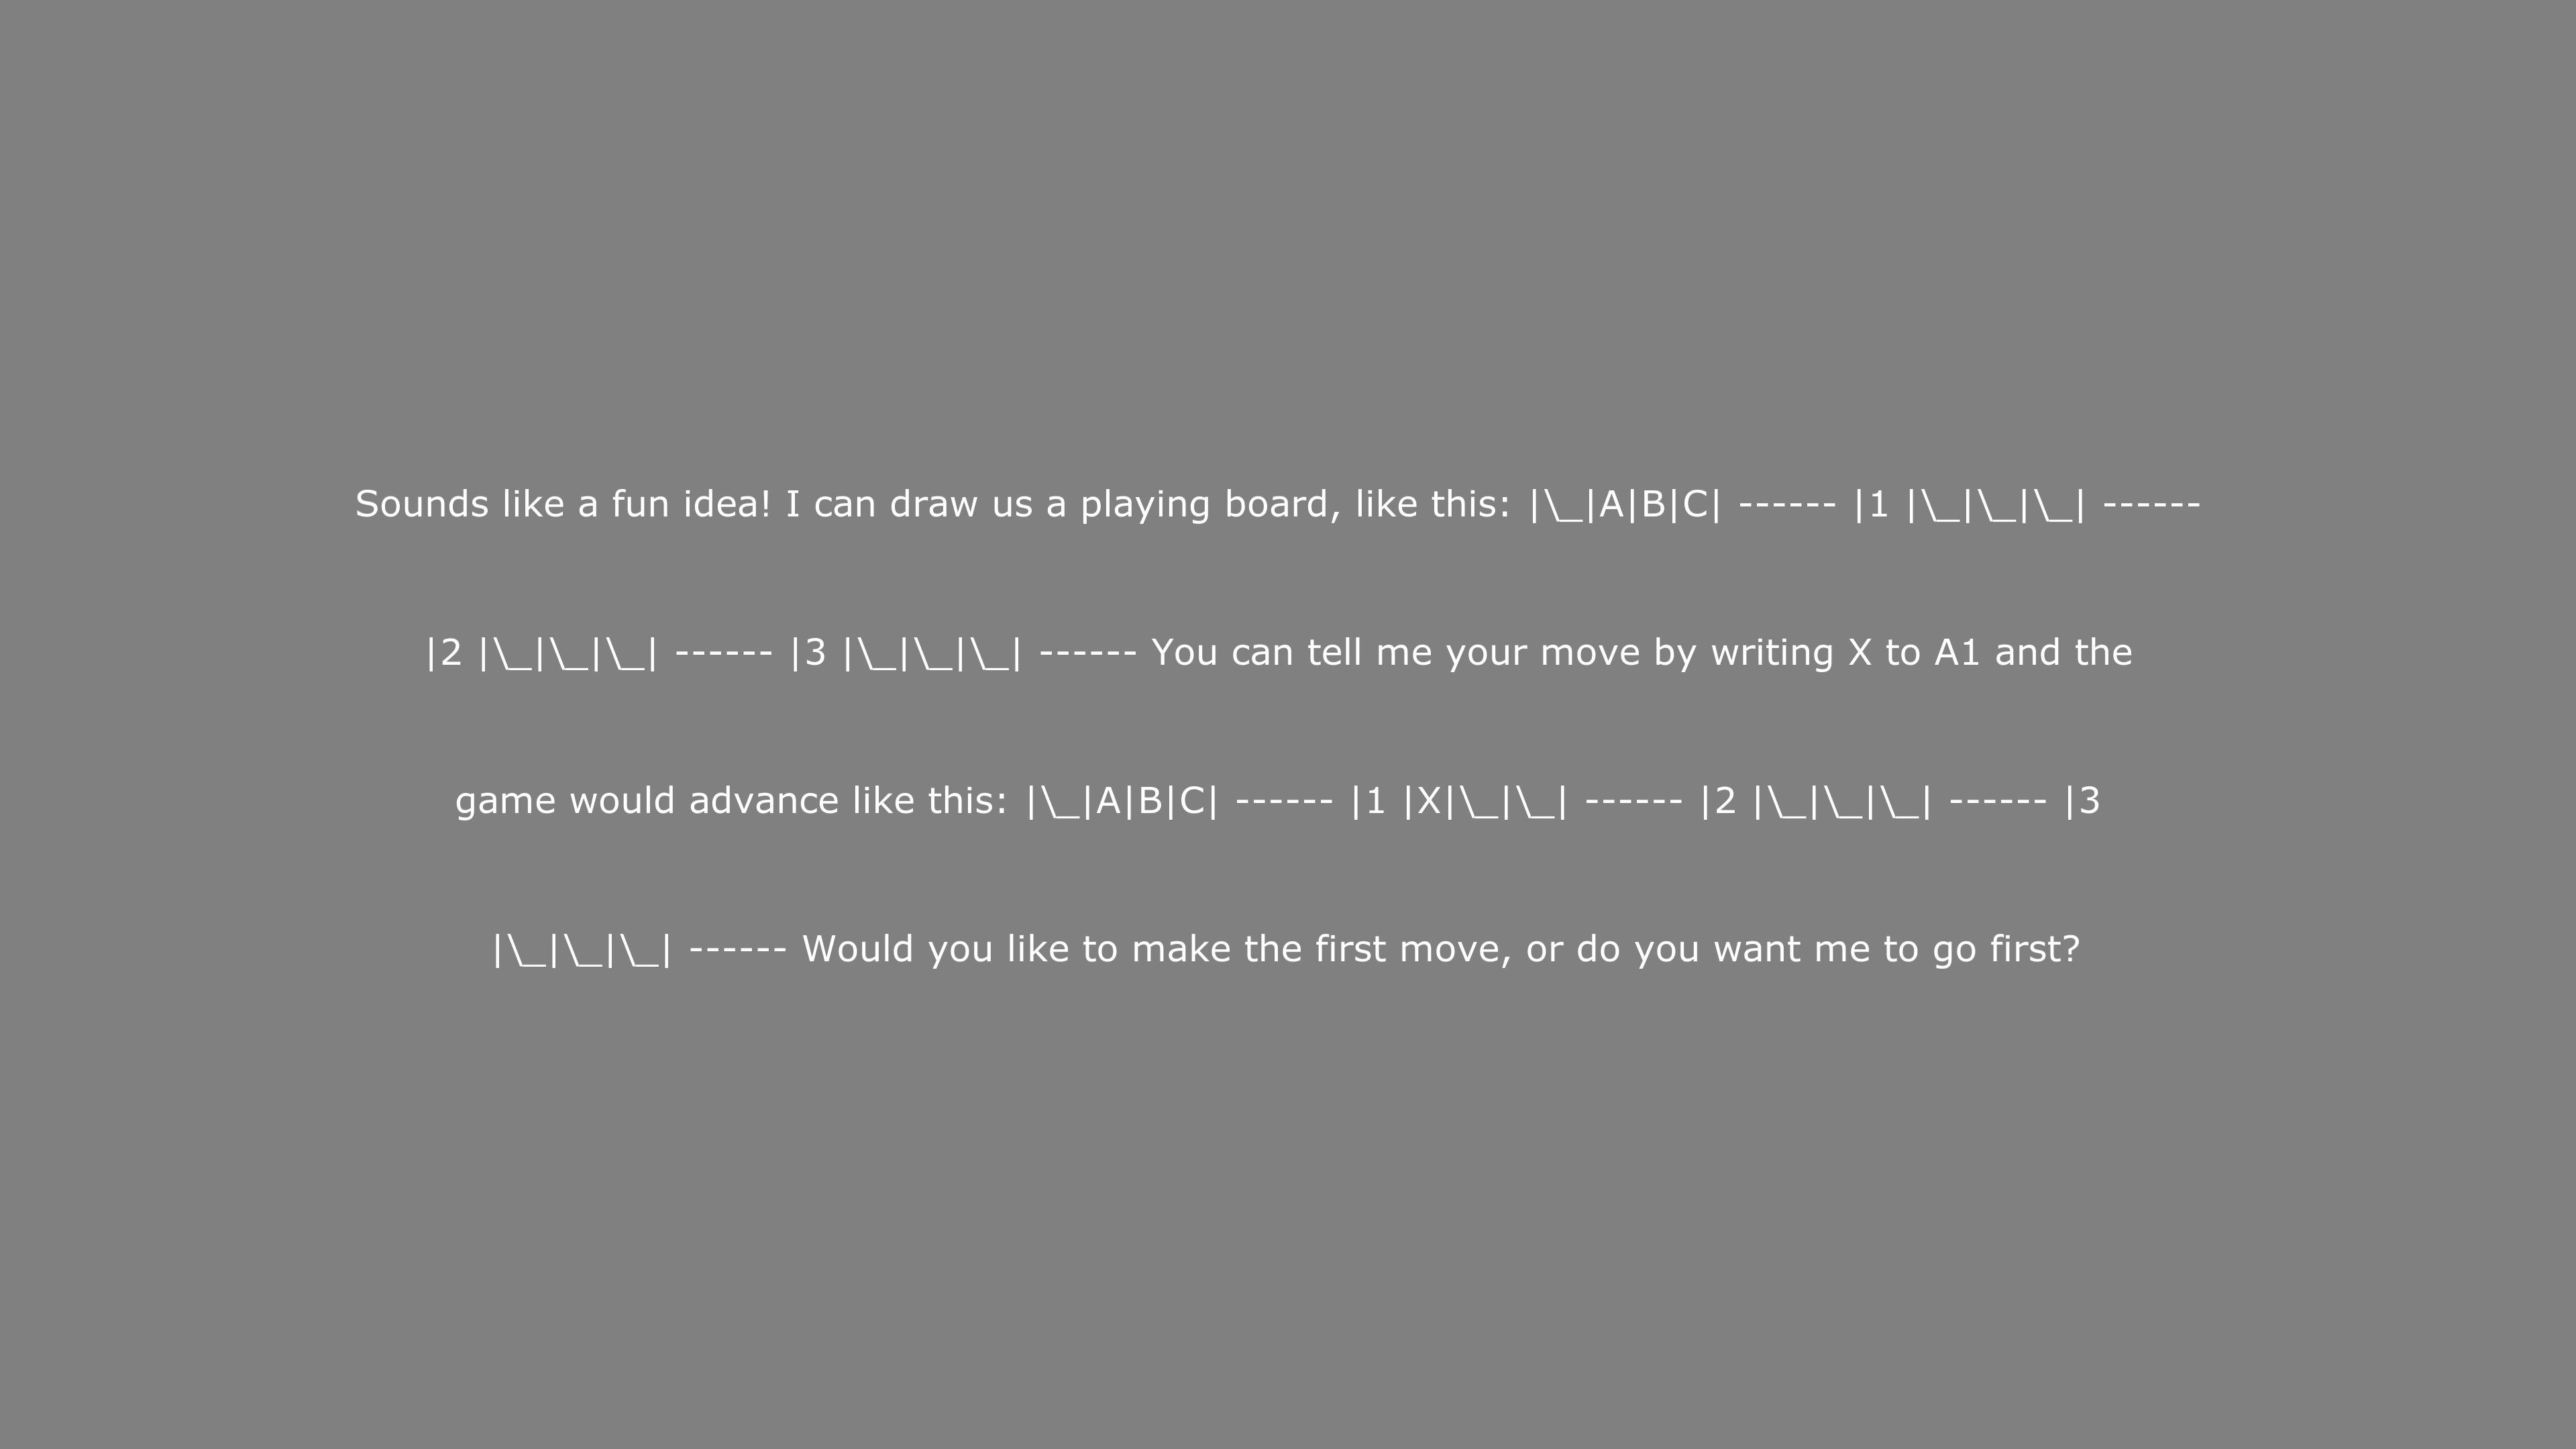 Sounds like a fun idea! I can draw us a playing board, like this: |\_|A|B|C| ------ |1 |\_|\_|\_| ------
|2 |\_|\_|\_| ------ |3 |\_|\_|\_| ------ You can tell me your move by writing X to A1 and the
game would advance like this: |\_|A|B|C| ------ |1 |X|\_|\_| ------ |2 |\_|\_|\_| ------ |3
|\_|\_|\_| ------ Would you like to make the first move, or do you want me to go first?